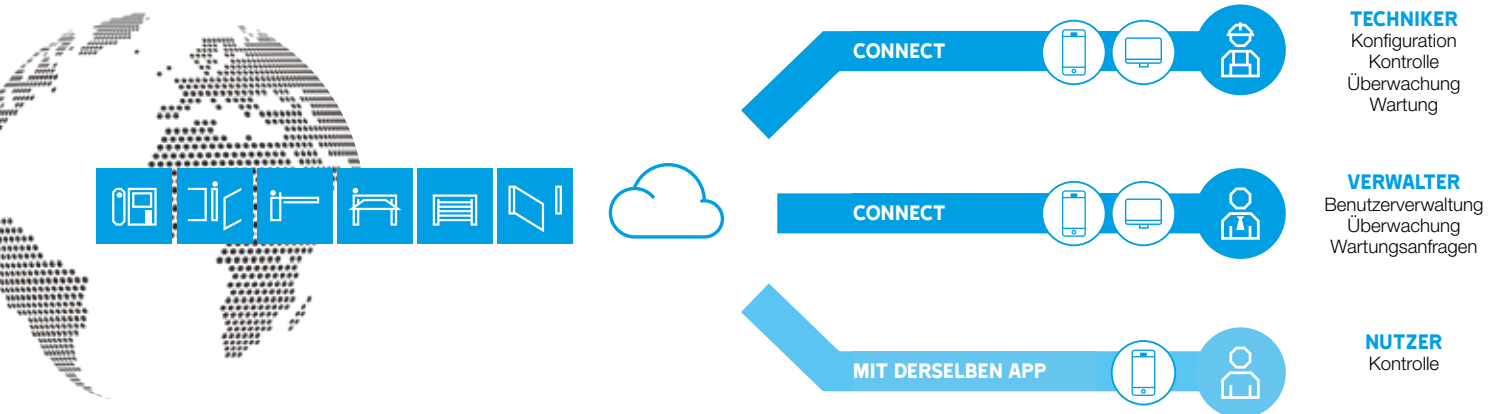 CONNECT
TECHNIKER
Konfiguration
Kontrolle
Überwachung
Wartung
CONNECT
VERWALTER
Benutzerverwaltung
Überwachung
Wartungsanfragen
MIT DERSELBEN APP
NUTZER
Kontrolle